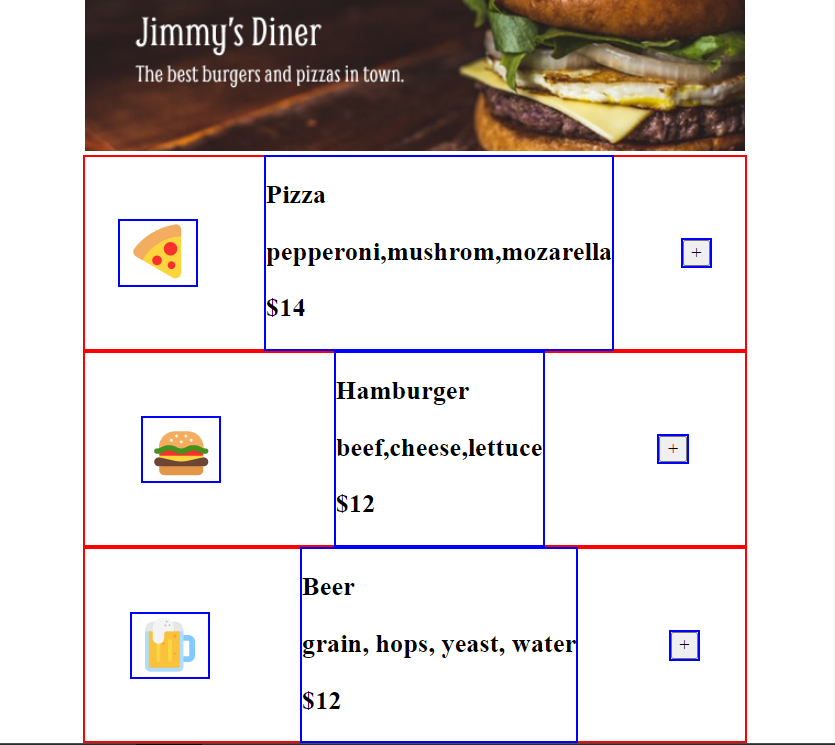 Jimmy's Diner
The best burgers and pizzas in town.
Pizza
pepperoni,mushrom,mozarella
$14
+
Hamburger
beef,cheese,lettuce
$12
+
Beer
grain, hops, yeast, water
$12
+